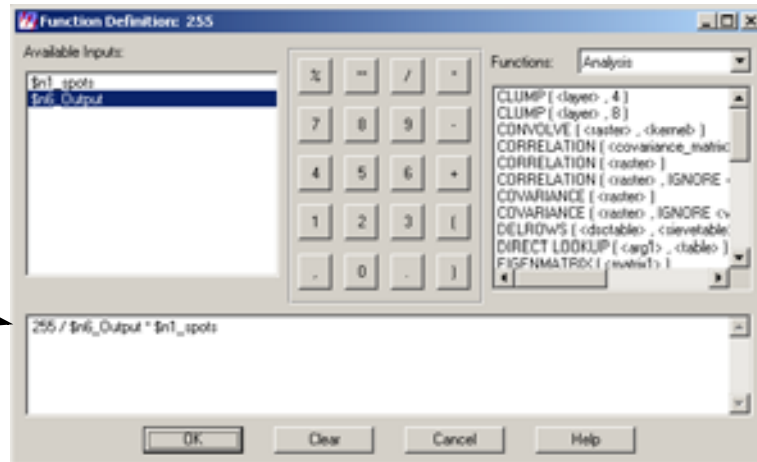 Function Definition: 255
Available Inputs:
$n1_spots
$n6_Output
% ** / *
7 8 9 -
4 5 6 +
1 2 3 (
, 0 . )
Functions: Analysis
CLUMP ( <layer> , 4 )
CLUMP ( <layer> , 8 )
CONVOLVE ( <raster> , <kernel> )
CORRELATION ( <covariance_matrix>
CORRELATION ( <raster> )
CORRELATION ( <raster> , IGNORE <
COVARIANCE ( <raster> )
COVARIANCE ( <raster> , IGNORE <v
DELROWS ( <dsctable> , <sievetable>
DIRECT LOOKUP ( <arg1> , <table> )
EIGENMATRIX ( <matrix1> )
255 / $n6_Output * $n1_spots
OK Clear Cancel Help